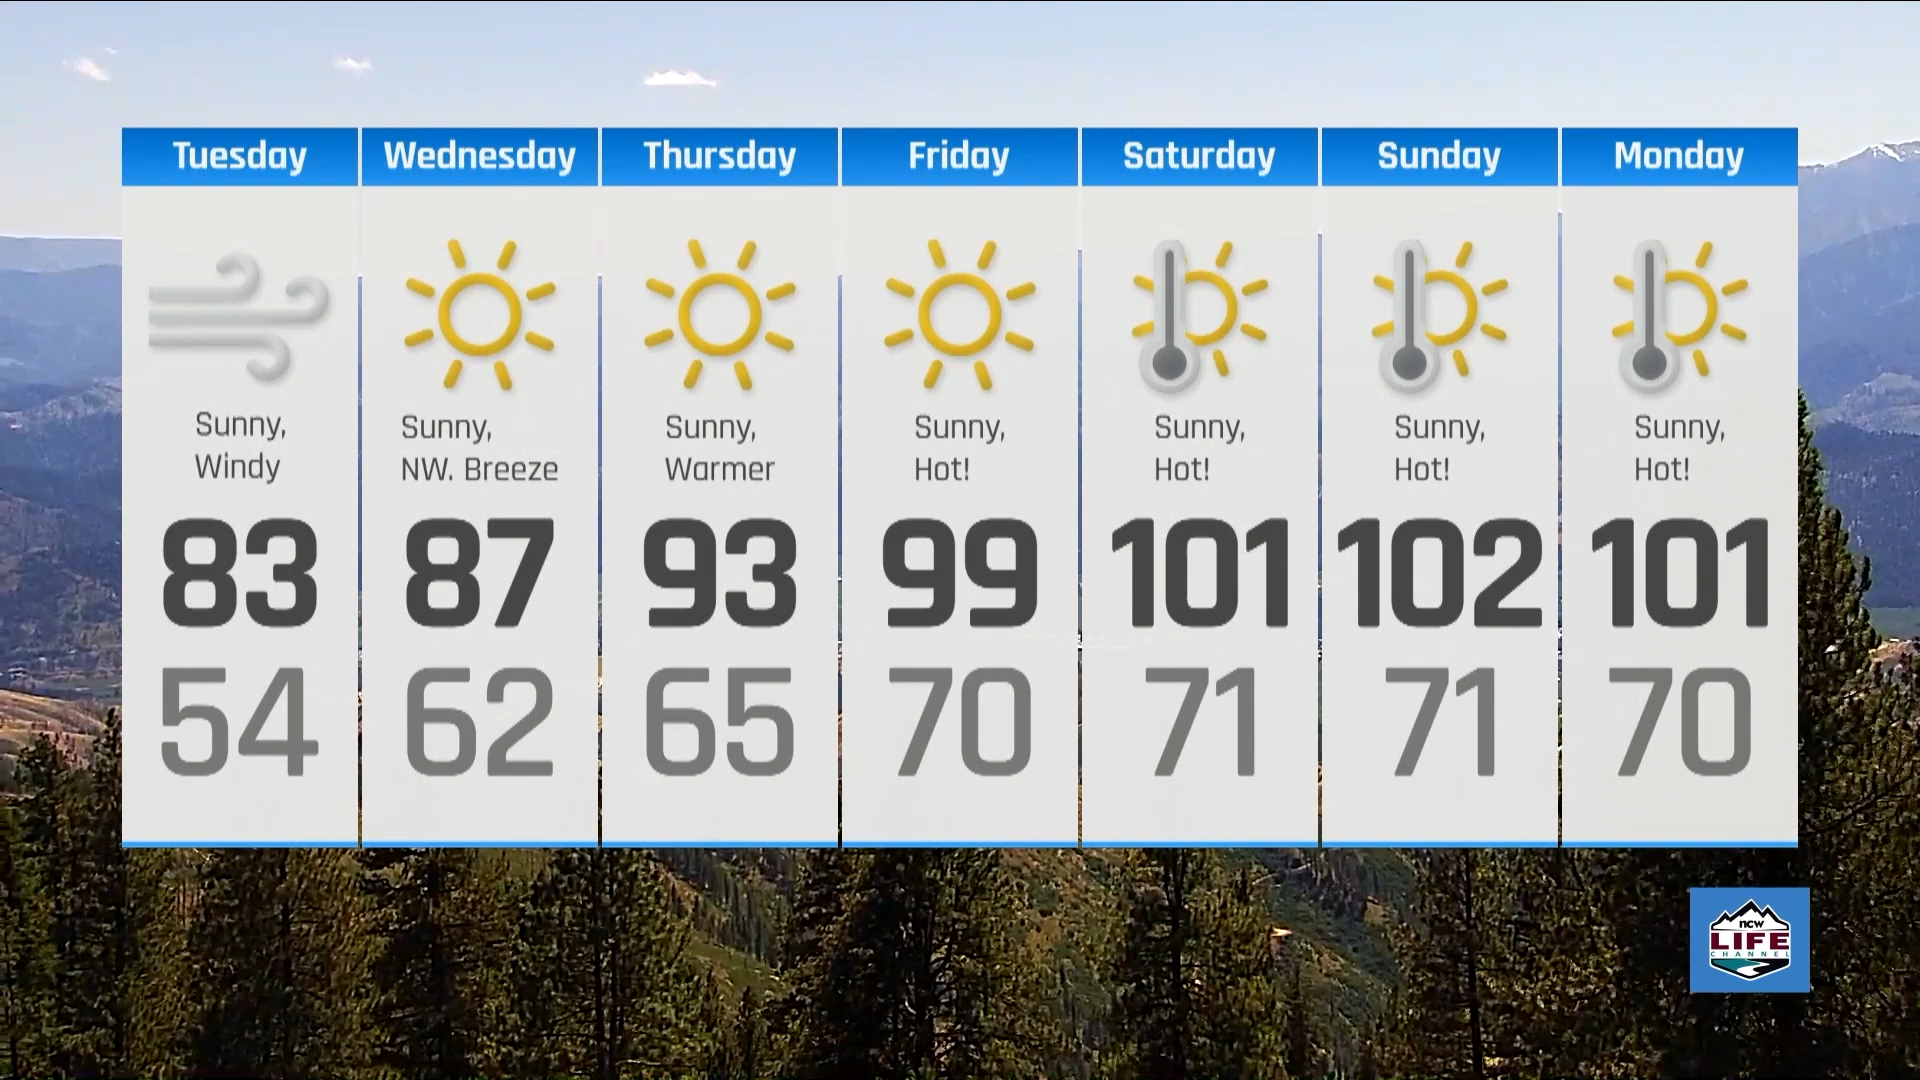 Tuesday
Sunny,
Windy
83
54
Wednesday
Sunny,
NW. Breeze
87
62
Thursday
Sunny,
Warmer
93
65
Friday
Sunny,
Hot!
99
70
Saturday
Sunny,
Hot!
101
71
Sunday
Sunny,
Hot!
102
71
Monday
Sunny,
Hot!
101
70
ncw
LIFE
CHANNEL